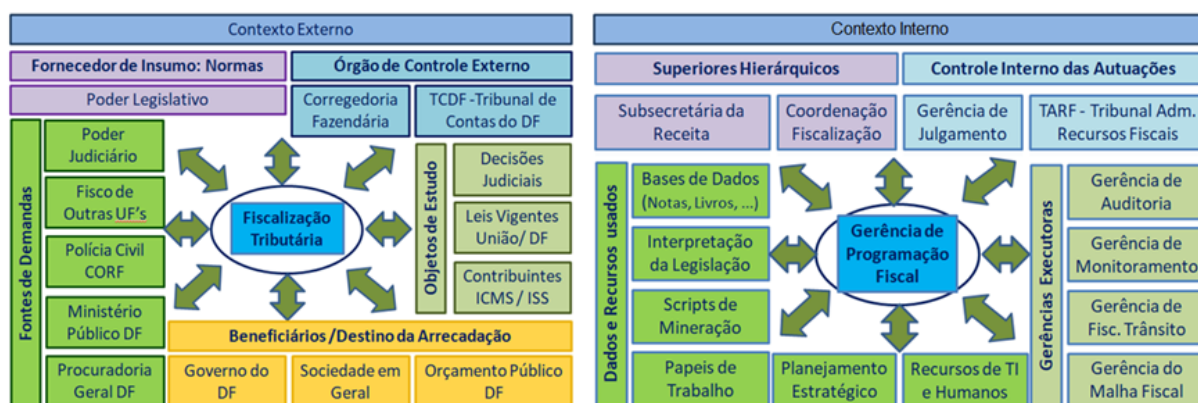 Contexto Externo
Fornecedor de Insumo: Normas
Órgão de Controle Externo
Poder Legislativo
Corregedoria
Fazendária
TCDF -Tribunal de
Contas do DF
Fontes de Demandas
Poder
Judiciário
Fisco de
Outras UF's
Polícia Civil
CORF
Ministério
Público DF
Procuradoria
Geral DF
Fiscalização
Tributária
Objetos de Estudo
Decisões
Judiciais
Leis Vigentes
União/ DF
Contribuintes
ICMS / ISS
Beneficiários /Destino da Arrecadação
Governo do
DF
Sociedade em
Geral
Orçamento Público
DF
Contexto Interno
Superiores Hierárquicos
Controle Interno das Autuações
Subsecretária da
Receita
Coordenação
Fiscalização
Gerência de
Julgamento
TARF - Tribunal Adm.
Recursos Fiscais
Dados e Recursos usados
Bases de Dados
(Notas, Livros, ...)
Interpretação
da Legislação
Scripts de
Mineração
Papeis de
Trabalho
Gerência de
Programação
Fiscal
Planejamento
Estratégico
Recursos de TI
e Humanos
Gerências Executoras
Gerência de
Auditoria
Gerência de
Monitoramento
Gerência de
Fisc. Trânsito
Gerência do
Malha Fiscal